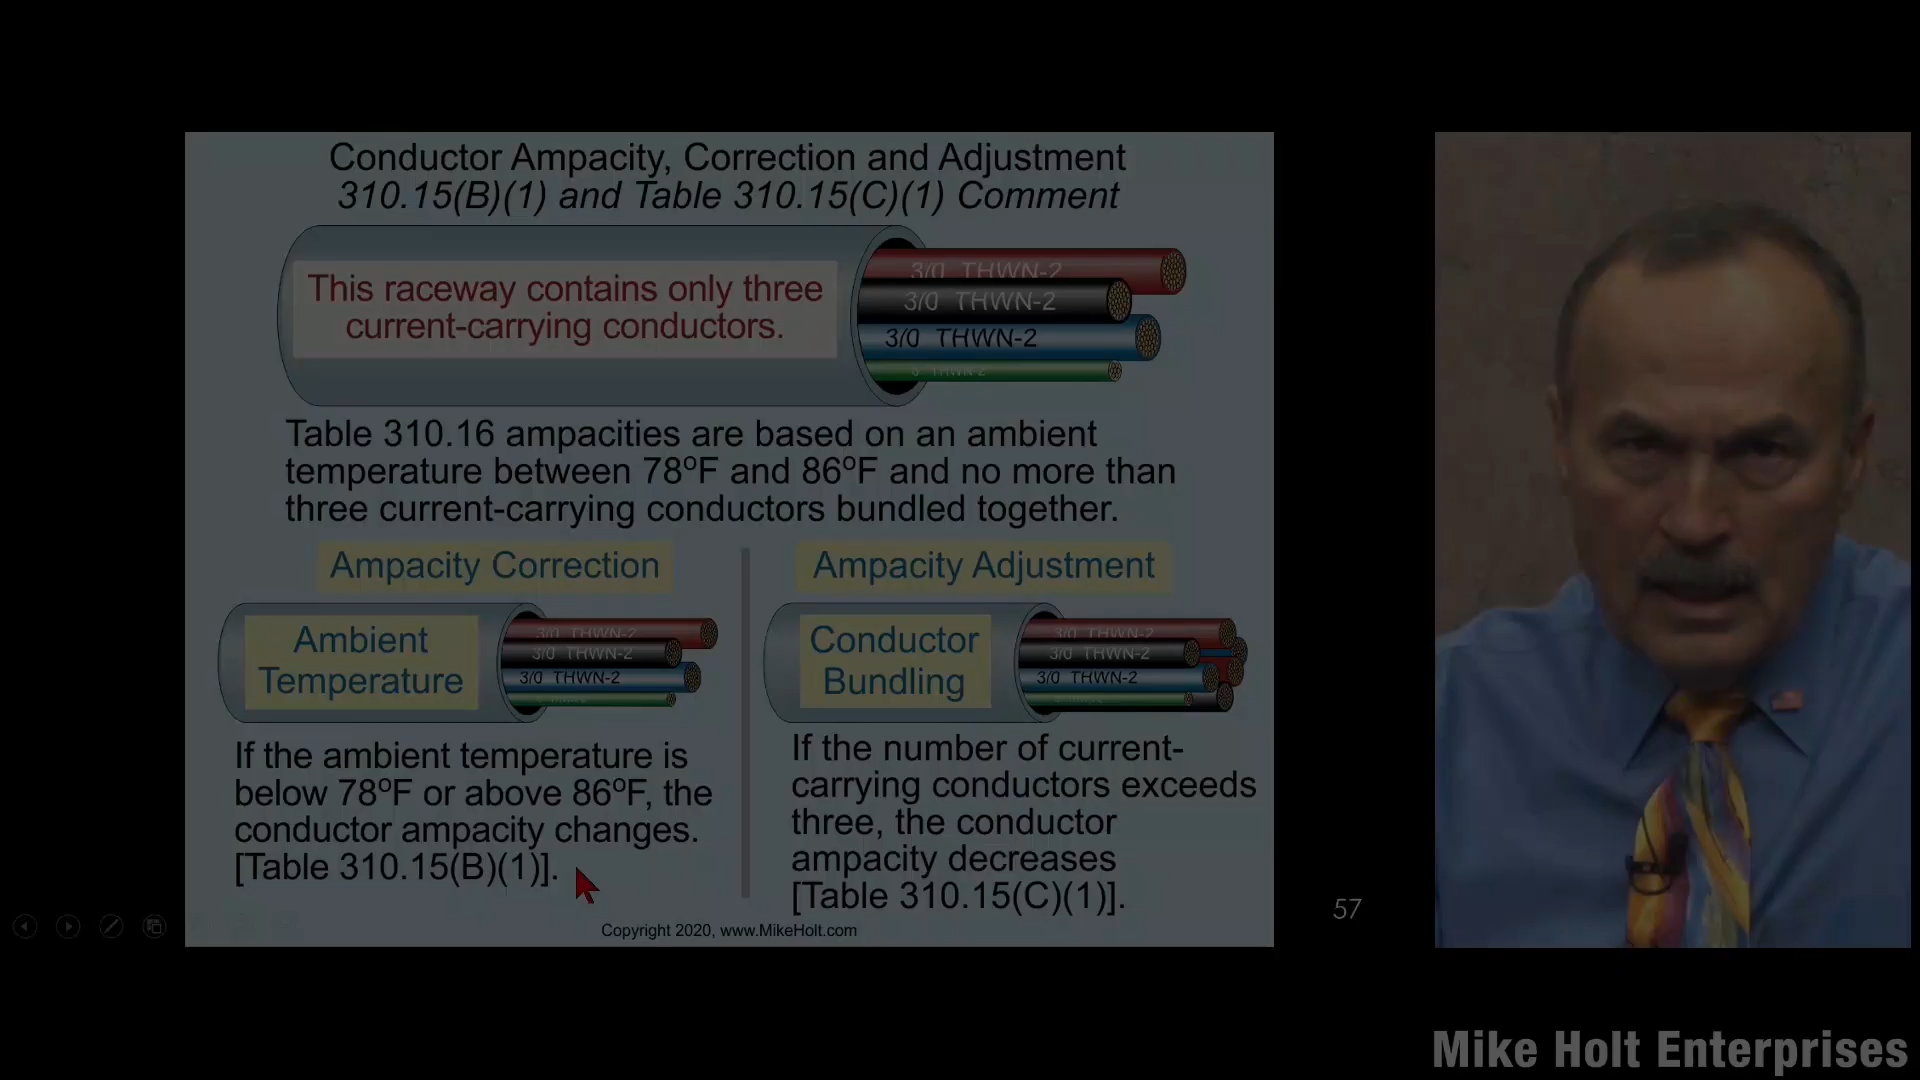 Conductor Ampacity, Correction and Adjustment
310.15(B)(1) and Table 310.15(C)(1) Comment
This raceway contains only three
current-carrying conductors.
3/0 THWN-2
3/0 THWN-2
3/0 THWN-2
6 THWN-2
Table 310.16 ampacities are based on an ambient
temperature between 78ºF and 86ºF and no more than
three current-carrying conductors bundled together.
Ampacity Correction
Ambient
Temperature
3/0 THWN-2
3/0 THWN-2
3/0 THWN-2
If the ambient temperature is
below 78ºF or above 86ºF, the
conductor ampacity changes.
[Table 310.15(B)(1)].
Ampacity Adjustment
Conductor
Bundling
3/0 THWN-2
3/0 THWN-2
3/0 THWN-2
If the number of current-
carrying conductors exceeds
three, the conductor
ampacity decreases
[Table 310.15(C)(1)].
Copyright 2020, www.MikeHolt.com
57
Mike Holt Enterprises